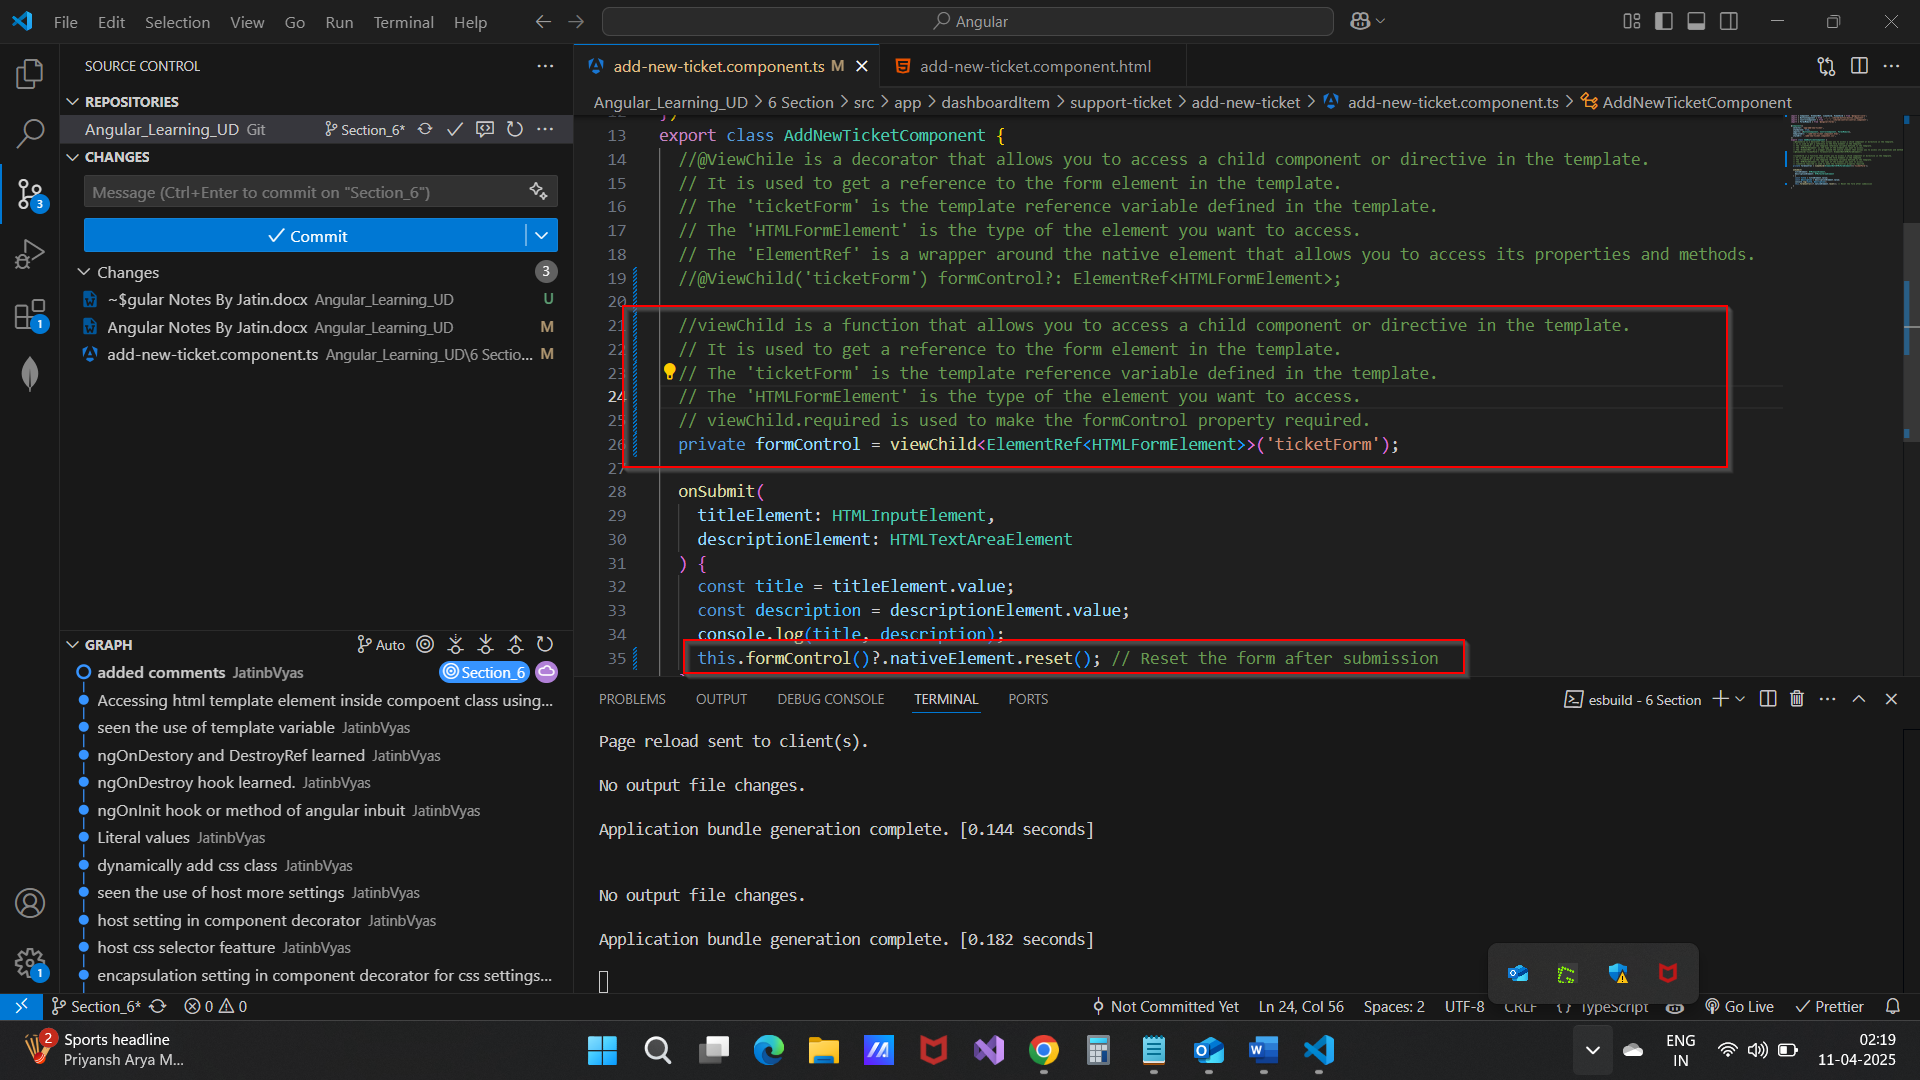 File Edit Selection View Go Run Terminal Help
Angular
SOURCE CONTROL
REPOSITORIES
Angular_Learning_UD Git
Section_6*
CHANGES
Message (Ctrl+Enter to commit on "Section_6")
Commit
Changes
3
~$gular Notes By Jatin.docx Angular_Learning_UD U
Angular Notes By Jatin.docx Angular_Learning_UD M
add-new-ticket.component.ts Angular_Learning_UD\6 Sectio... M
3
1
1
GRAPH
Auto
added comments JatinbVyas
Section_6
Accessing html template element inside compoent class using...
seen the use of template variable JatinbVyas
ngOnDestory and DestroyRef learned JatinbVyas
ngOnDestroy hook learned. JatinbVyas
ngOnInit hook or method of angular inbuit JatinbVyas
Literal values JatinbVyas
dynamically add css class JatinbVyas
seen the use of host more settings JatinbVyas
host setting in component decorator JatinbVyas
host css selector featture JatinbVyas
encapsulation setting in component decorator for css settings...
add-new-ticket.component.ts M
add-new-ticket.component.html
Angular_Learning_UD > 6 Section > src > app > dashboardItem > support-ticket > add-new-ticket > add-new-ticket.component.ts > AddNewTicketComponent
13 export class AddNewTicketComponent {
14 //@ViewChile is a decorator that allows you to access a child component or directive in the template.
15 // It is used to get a reference to the form element in the template.
16 // The 'ticketForm' is the template reference variable defined in the template.
17 // The 'HTMLFormElement' is the type of the element you want to access.
18 // The 'ElementRef' is a wrapper around the native element that allows you to access its properties and methods.
19 //@ViewChild('ticketForm') formControl?: ElementRef<HTMLFormElement>;
20
21 //viewChild is a function that allows you to access a child component or directive in the template.
22 // It is used to get a reference to the form element in the template.
23 // The 'ticketForm' is the template reference variable defined in the template.
24 // The 'HTMLFormElement' is the type of the element you want to access.
25 // viewChild.required is used to make the formControl property required.
26 private formControl = viewChild<ElementRef<HTMLFormElement>>('ticketForm');
27
28 onSubmit(
29 titleElement: HTMLInputElement,
30 descriptionElement: HTMLTextAreaElement
31 ) {
32 const title = titleElement.value;
33 const description = descriptionElement.value;
34 console.log(title, description);
35 this.formControl()?.nativeElement.reset(); // Reset the form after submission
PROBLEMS OUTPUT DEBUG CONSOLE TERMINAL PORTS
esbuild - 6 Section
Page reload sent to client(s).
No output file changes.
Application bundle generation complete. [0.144 seconds]
No output file changes.
Application bundle generation complete. [0.182 seconds]
Section_6* 0 0
Not Committed Yet Ln 24, Col 56 Spaces: 2 UTF-8 CRLF {} TypeScript Go Live Prettier
2
Sports headline
Priyansh Arya M...
ENG
IN
02:19
11-04-2025